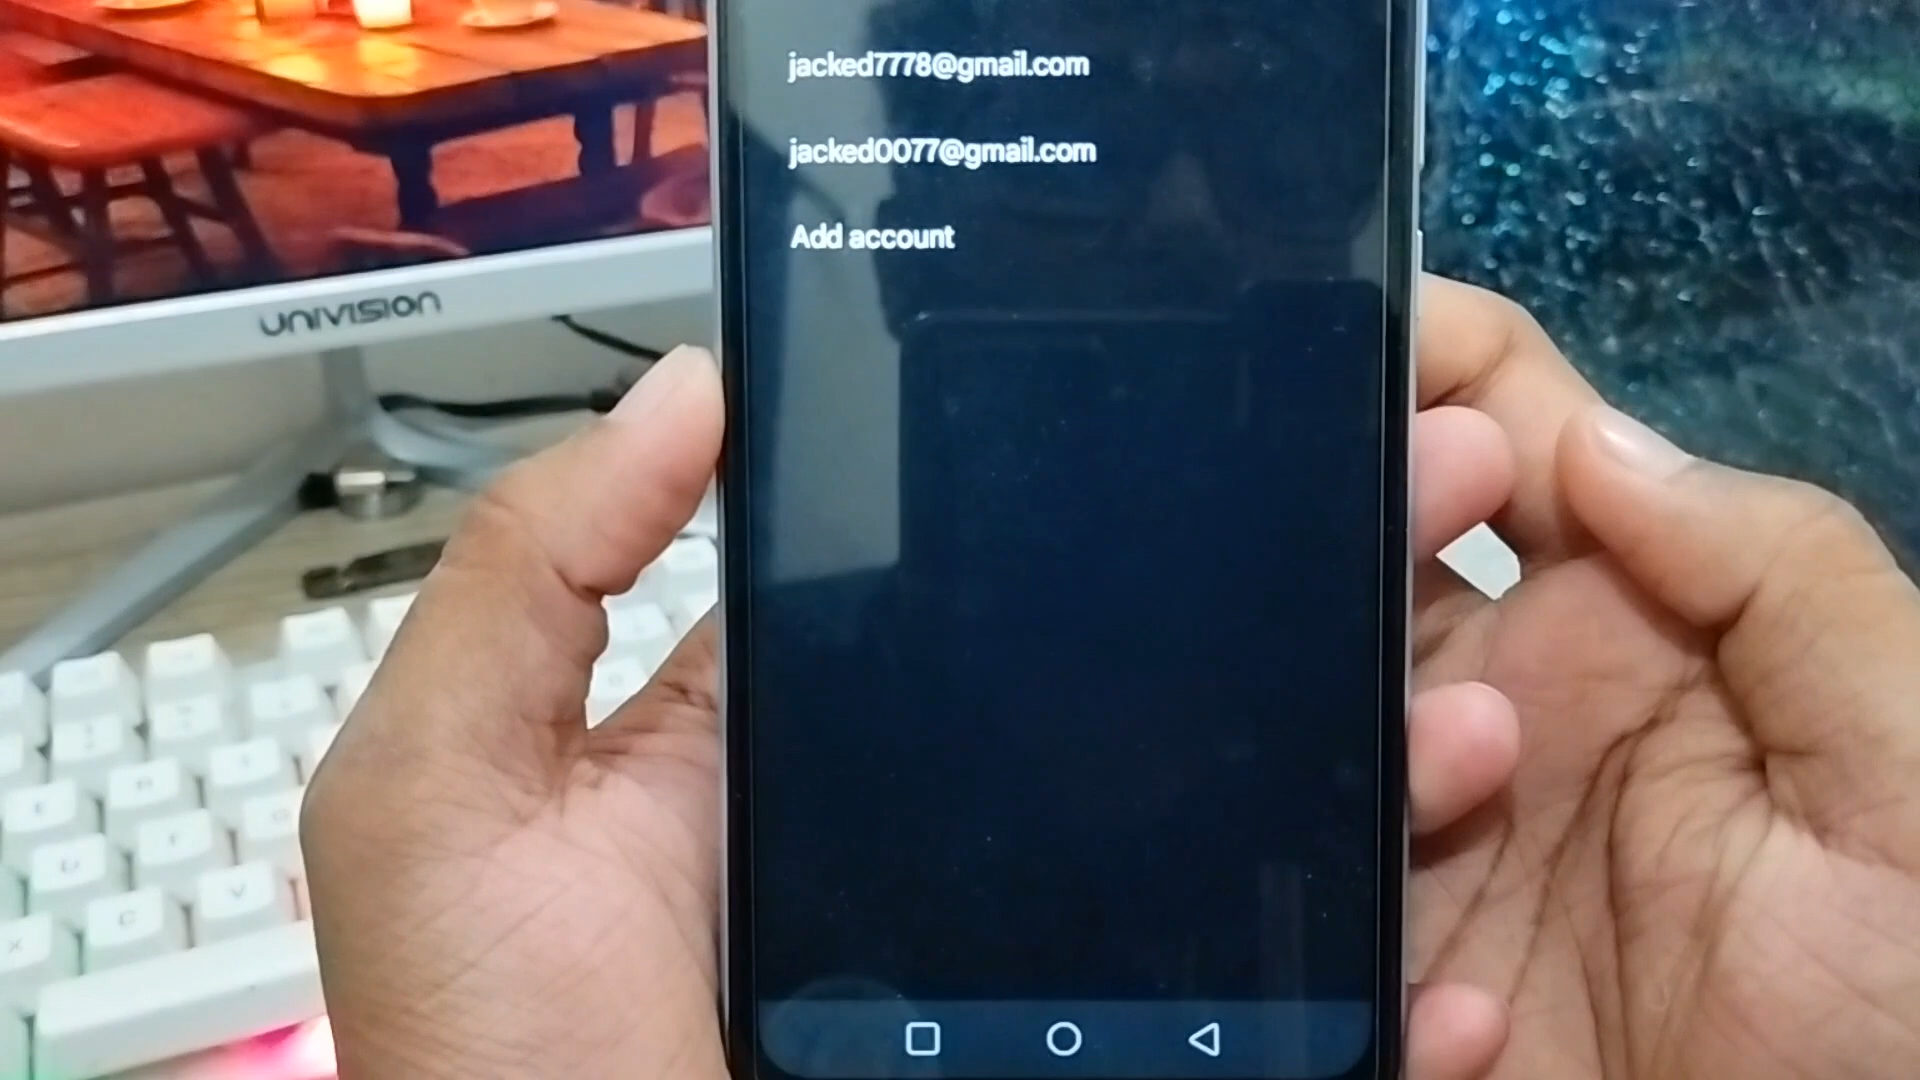 jacked7778@gmail.com
jacked0077@gmail.com
Add account
UNIVISION
V
C
X